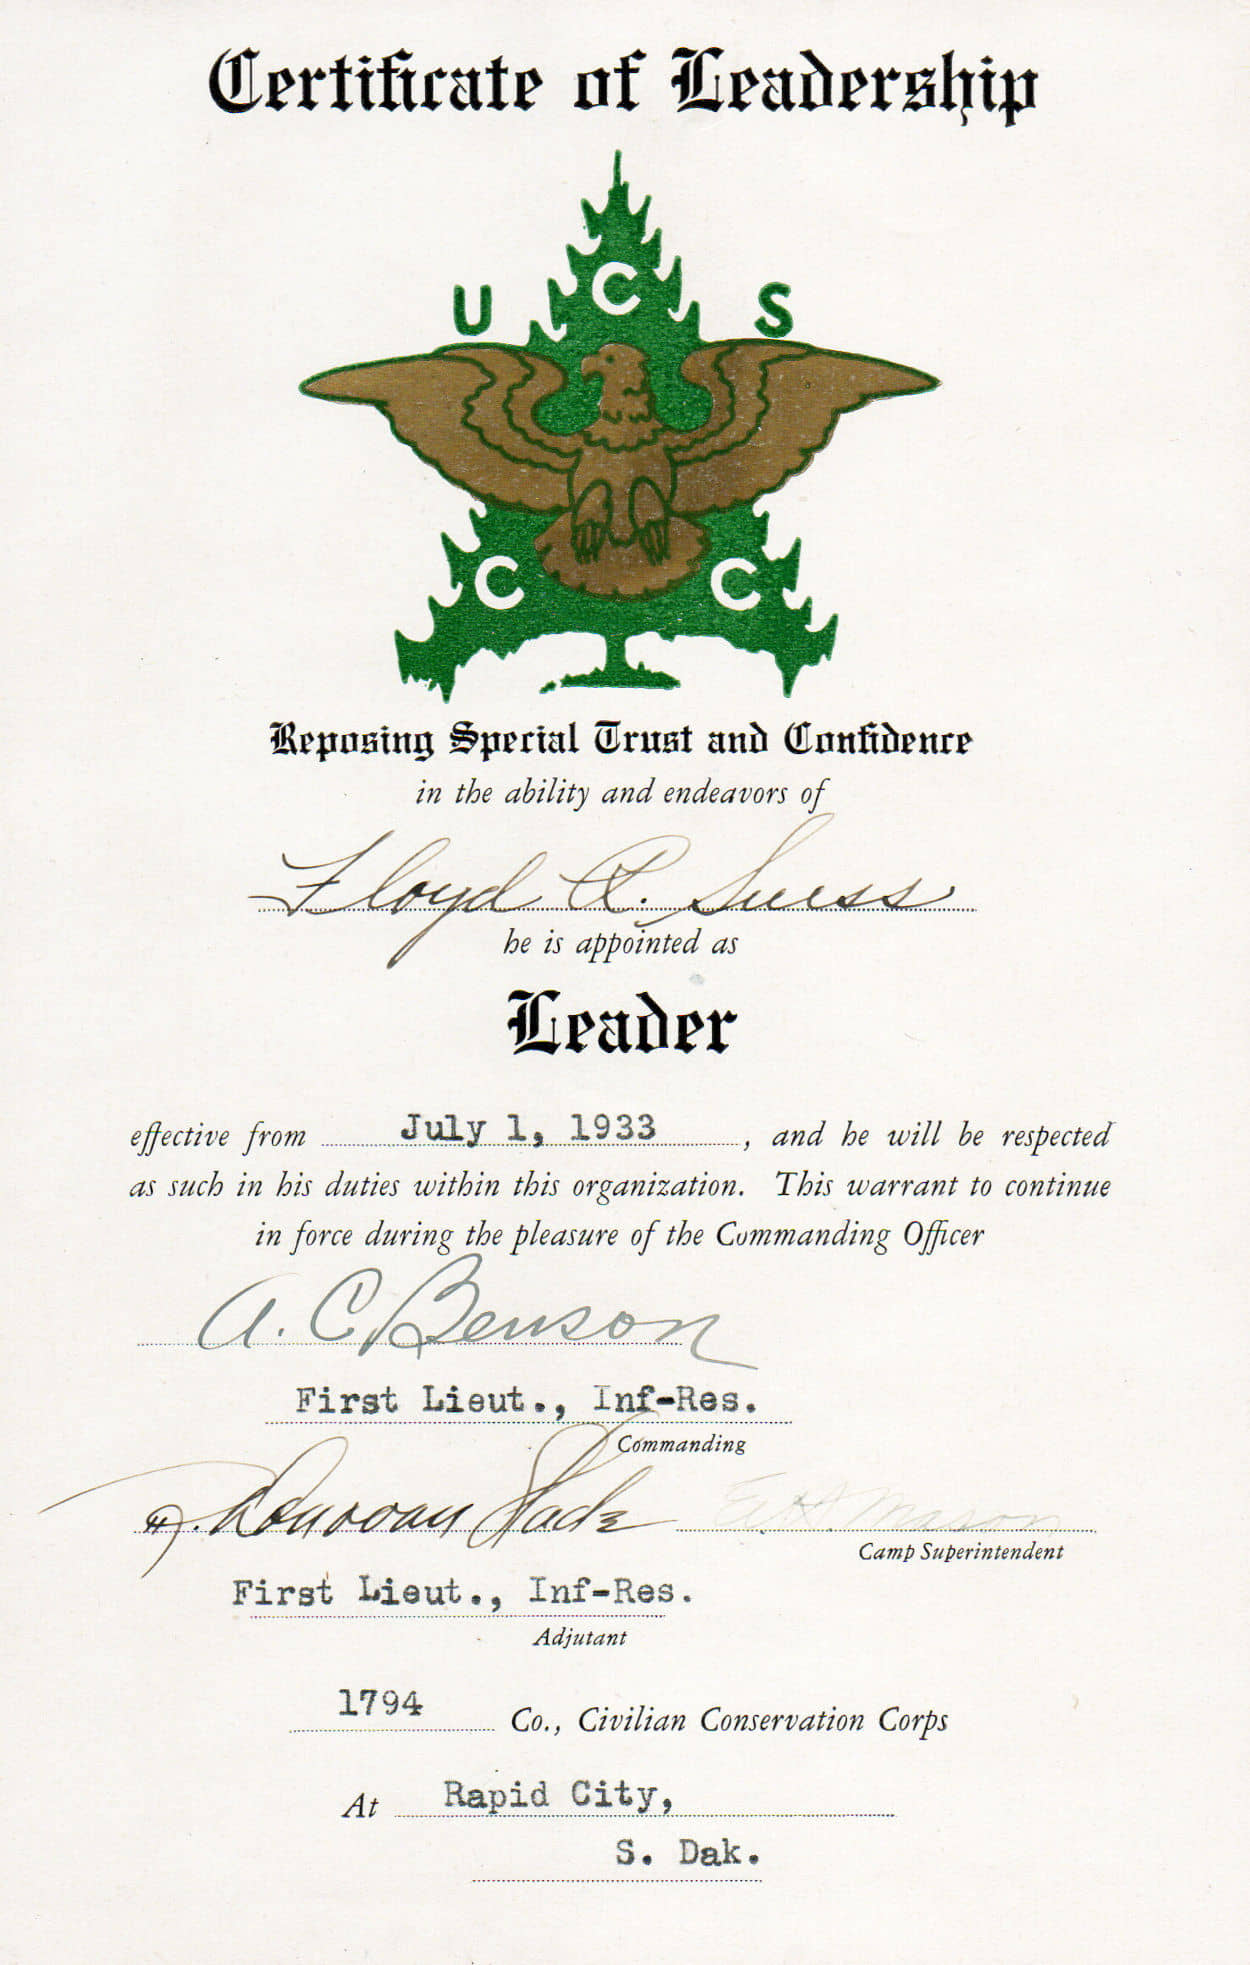 Certificate of Leadership
C
U S
C C
Reposing Special Trust and Confidence
in the ability and endeavors of
Floyd R. Suess
he is appointed as
Leader
effective from July 1, 1933, and he will be respected
as such in his duties within this organization. This warrant to continue
in force during the pleasure of the Commanding Officer
A. C. Benson
First Lieut., Inf-Res.
Commanding
Donovan Mason
Camp Superintendent
First Lieut., Inf-Res.
Adjutant
1794 Co., Civilian Conservation Corps
At Rapid City,
S. Dak.